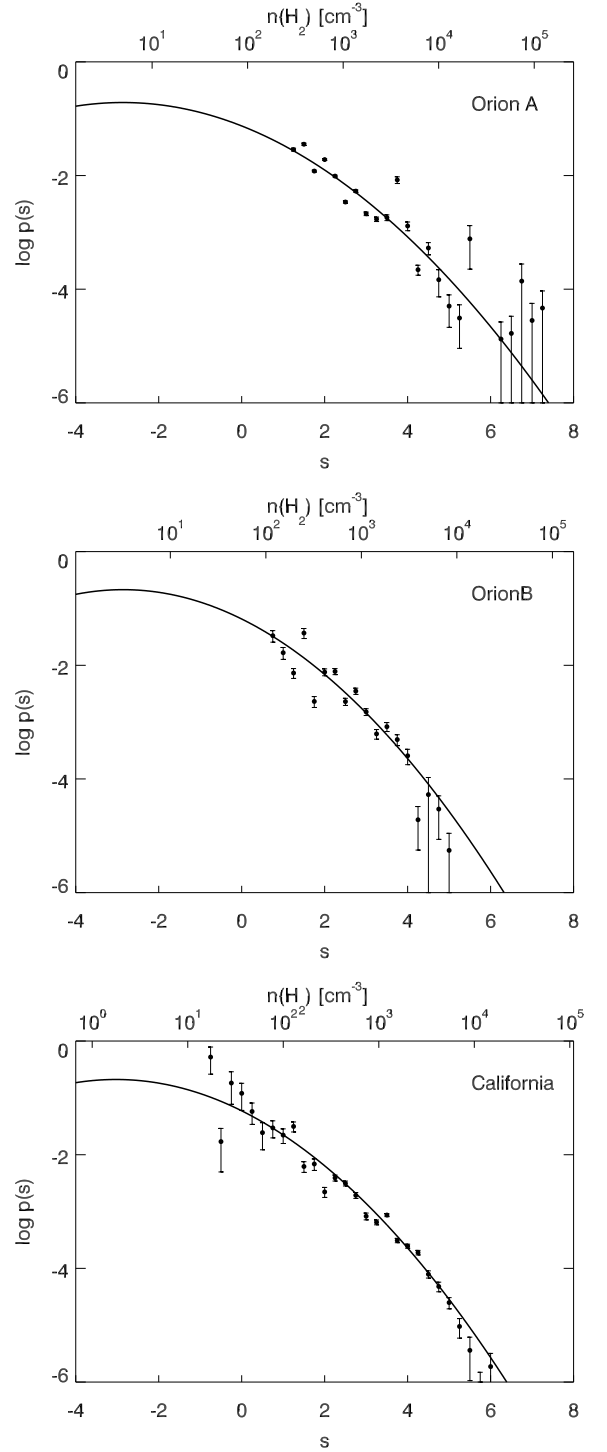 n(H₂) [cm⁻³]
10¹ 10² 10³ 10⁴ 10⁵
Orion A
0
-2
-4
-6
log p(s)
-4 -2 0 2 4 6 8
s
n(H₂) [cm⁻³]
10¹ 10² 10³ 10⁴ 10⁵
OrionB
0
-2
-4
-6
log p(s)
-4 -2 0 2 4 6 8
s
n(H₂) [cm⁻³]
10⁰ 10¹ 10² 10³ 10⁴ 10⁵
California
0
-2
-4
-6
log p(s)
-4 -2 0 2 4 6 8
s